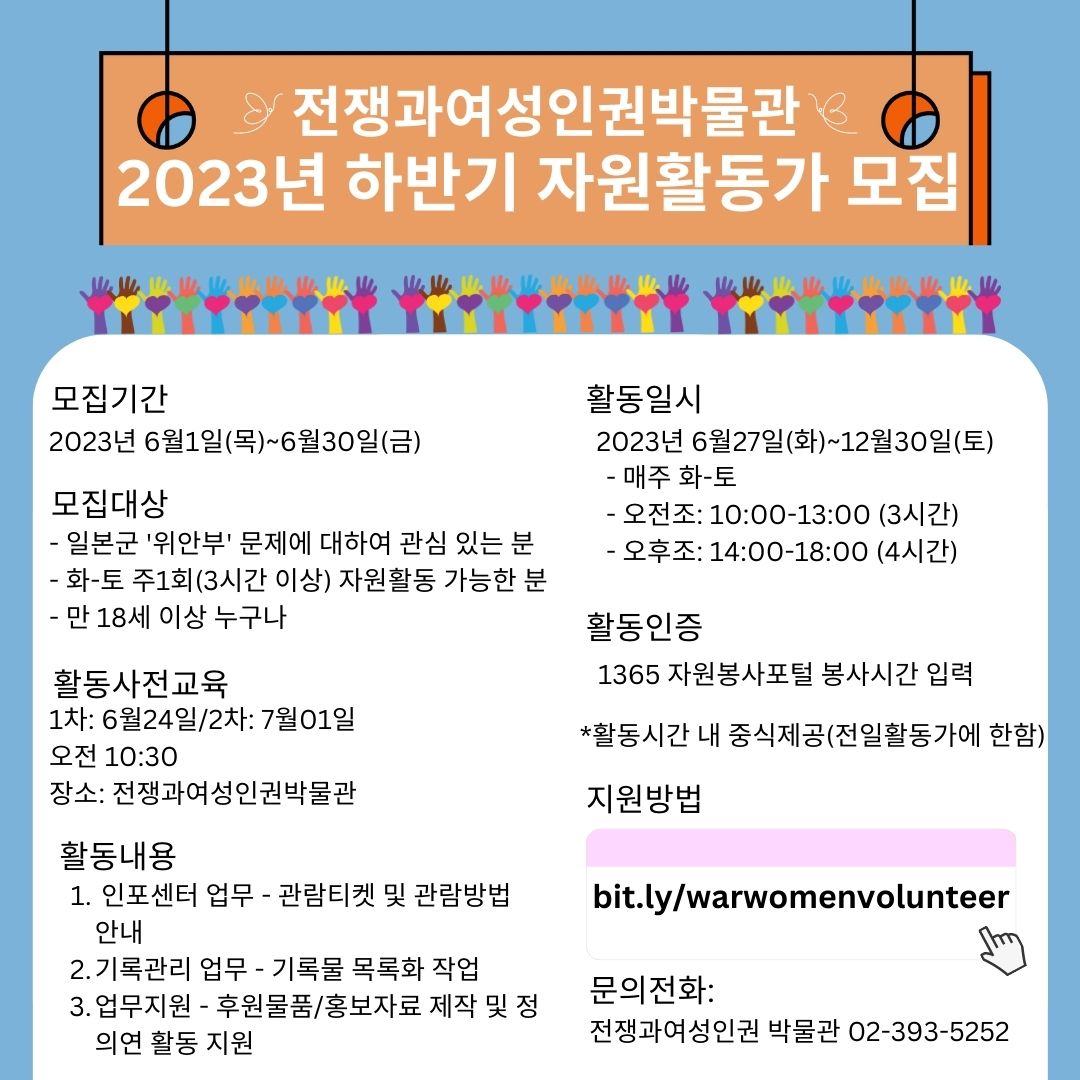 전쟁과여성인권박물관
2023년 하반기 자원활동가 모집
모집기간
2023년 6월1일(목)~6월30일(금)
모집대상
- 일본군 '위안부' 문제에 대하여 관심 있는 분
- 화-토 주1회(3시간 이상) 자원활동 가능한 분
- 만 18세 이상 누구나
활동사전교육
1차: 6월24일/2차: 7월01일
오전 10:30
장소: 전쟁과여성인권박물관
활동내용
1. 인포센터 업무 - 관람티켓 및 관람방법
안내
2. 기록관리 업무 - 기록물 목록화 작업
3. 업무지원 - 후원물품/홍보자료 제작 및 정
의연 활동 지원
활동일시
2023년 6월27일(화)~12월30일(토)
- 매주 화-토
- 오전조: 10:00-13:00 (3시간)
- 오후조: 14:00-18:00 (4시간)
활동인증
1365 자원봉사포털 봉사시간 입력
*활동시간 내 중식제공(전일활동가에 한함)
지원방법
bit.ly/warwomenvolunteer
문의전화:
전쟁과여성인권 박물관 02-393-5252